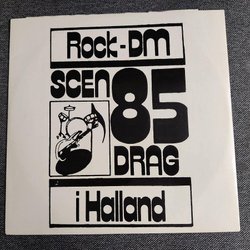 Rock-DM
SCEN 85
DRAG
i Halland